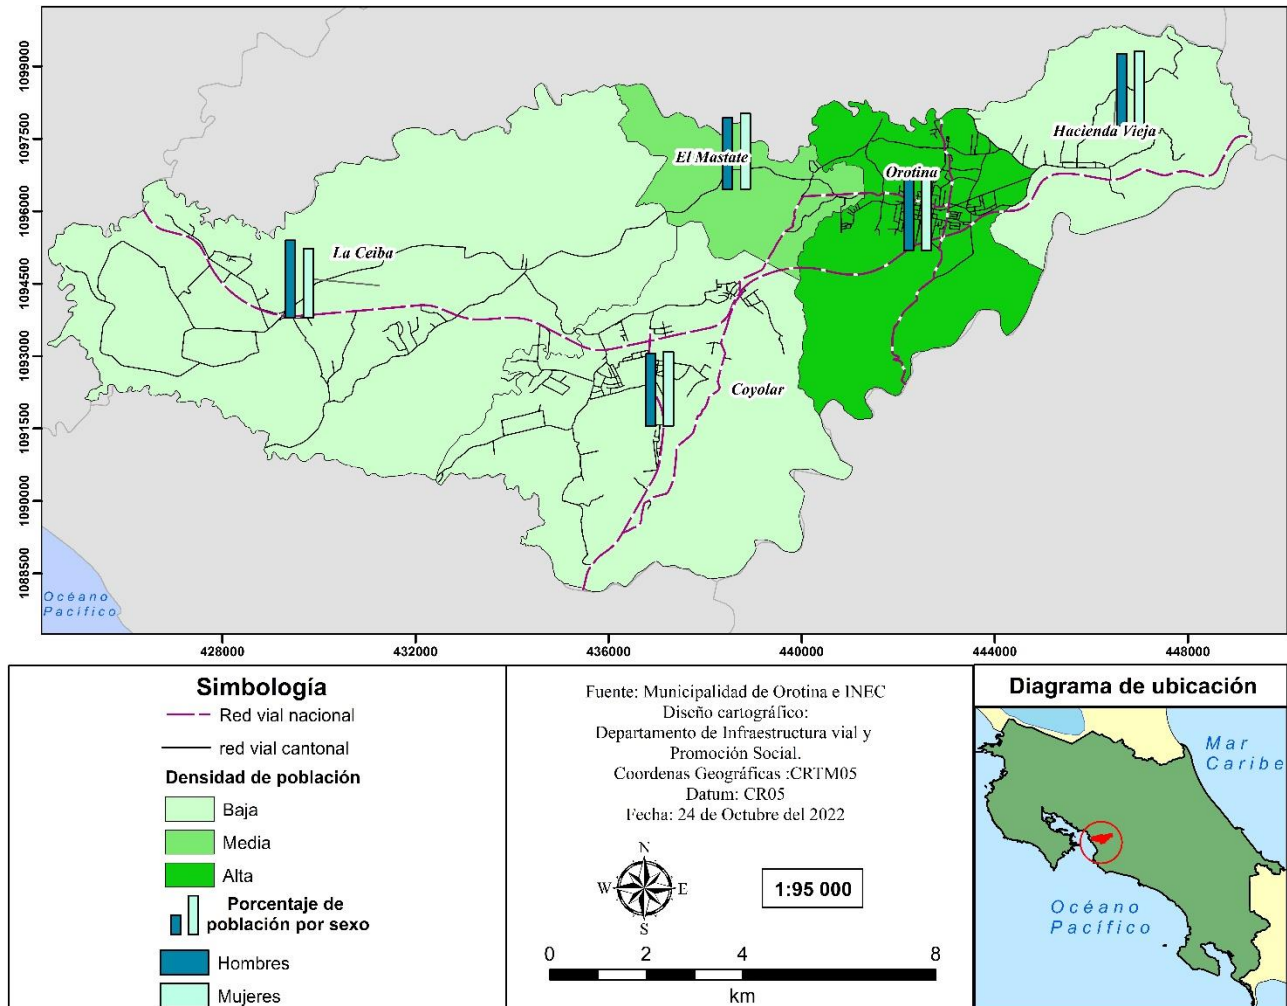 1099000
1097500
1096000
1094500
1093000
1091500
1090000
1088500
Hacienda Vieja
El Mastate
Orotina
La Ceiba
Coyolar
Océano
Pacífico
428000
432000
436000
440000
444000
448000
Simbología
Red vial nacional
red vial cantonal
Densidad de población
Baja
Media
Alta
Porcentaje de
población por sexo
Hombres
Mujeres
Fuente: Municipalidad de Orotina e INEC
Diseño cartográfico:
Departamento de Infraestructura vial y
Promoción Social.
Coordenas Geográficas :CRTM05
Datum: CR05
Fecha: 24 de Octubre del 2022
N
W
E
S
1:95 000
0 2 4 8
km
Diagrama de ubicación
Mar
Caribe
Océano
Pacífico